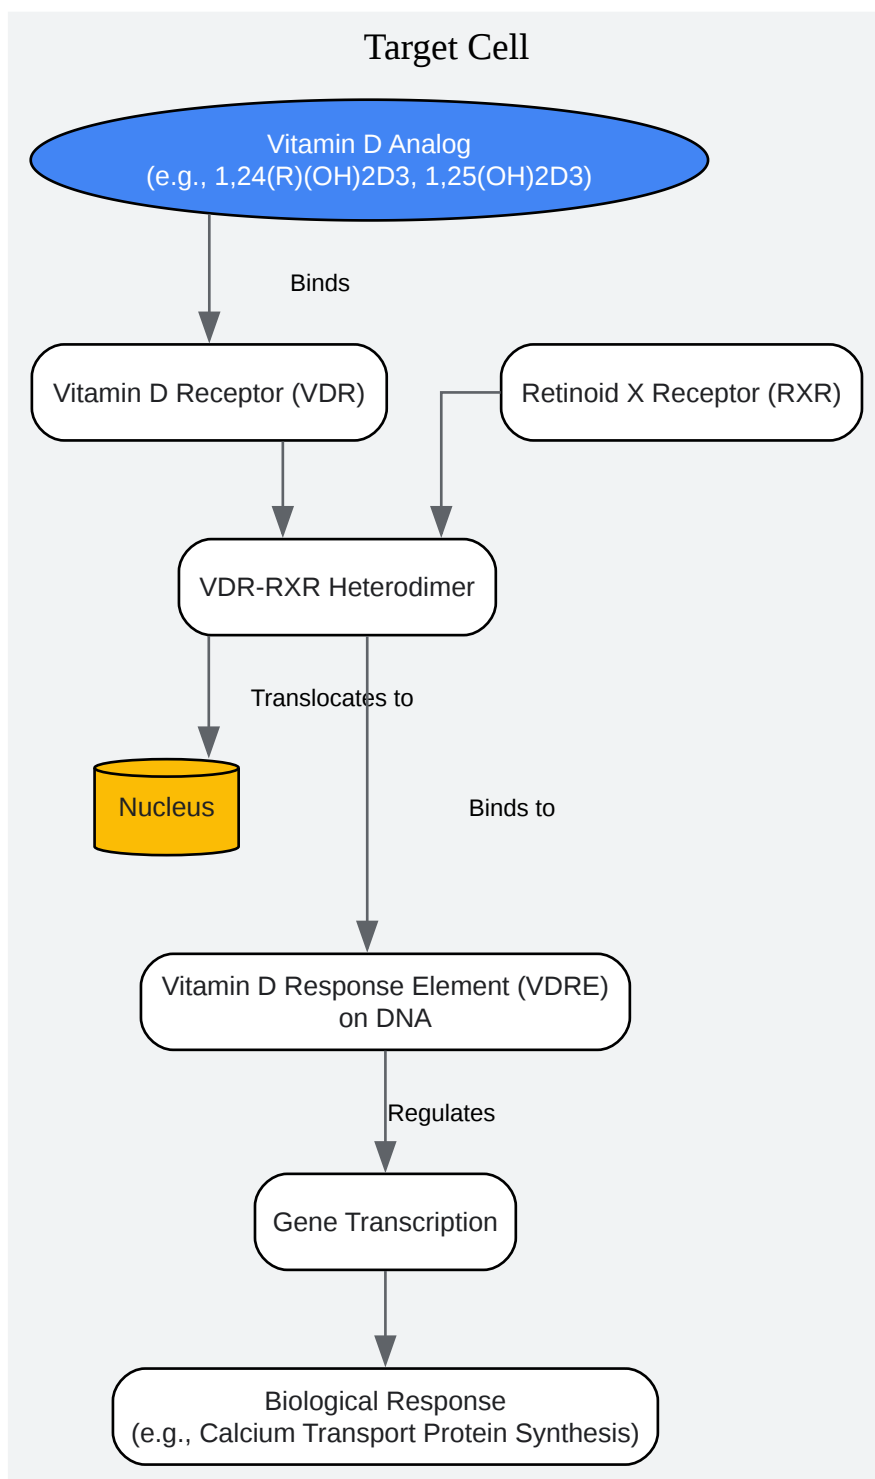 Target Cell
Vitamin D Analog
(e.g., 1,24(R)(OH)2D3, 1,25(OH)2D3)
Binds
Vitamin D Receptor (VDR)
Retinoid X Receptor (RXR)
VDR-RXR Heterodimer
Translocates to
Nucleus
Binds to
Vitamin D Response Element (VDRE)
on DNA
Regulates
Gene Transcription
Biological Response
(e.g., Calcium Transport Protein Synthesis)